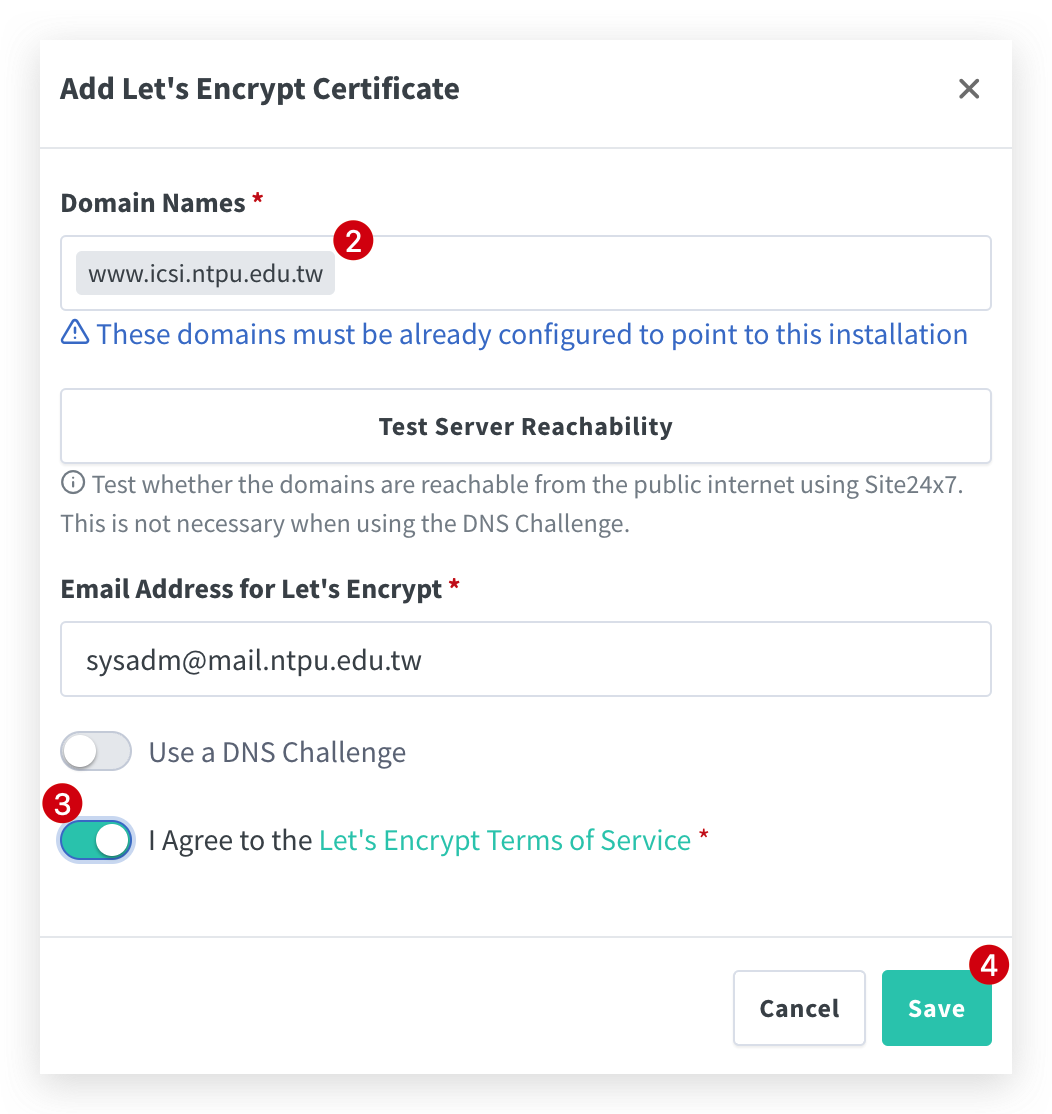 Add Let's Encrypt Certificate
Domain Names *
2
www.icsi.ntpu.edu.tw
These domains must be already configured to point to this installation
Test Server Reachability
Test whether the domains are reachable from the public internet using Site24x7.
This is not necessary when using the DNS Challenge.
Email Address for Let's Encrypt *
sysadm@mail.ntpu.edu.tw
Use a DNS Challenge
3
I Agree to the Let's Encrypt Terms of Service *
4
Cancel
Save